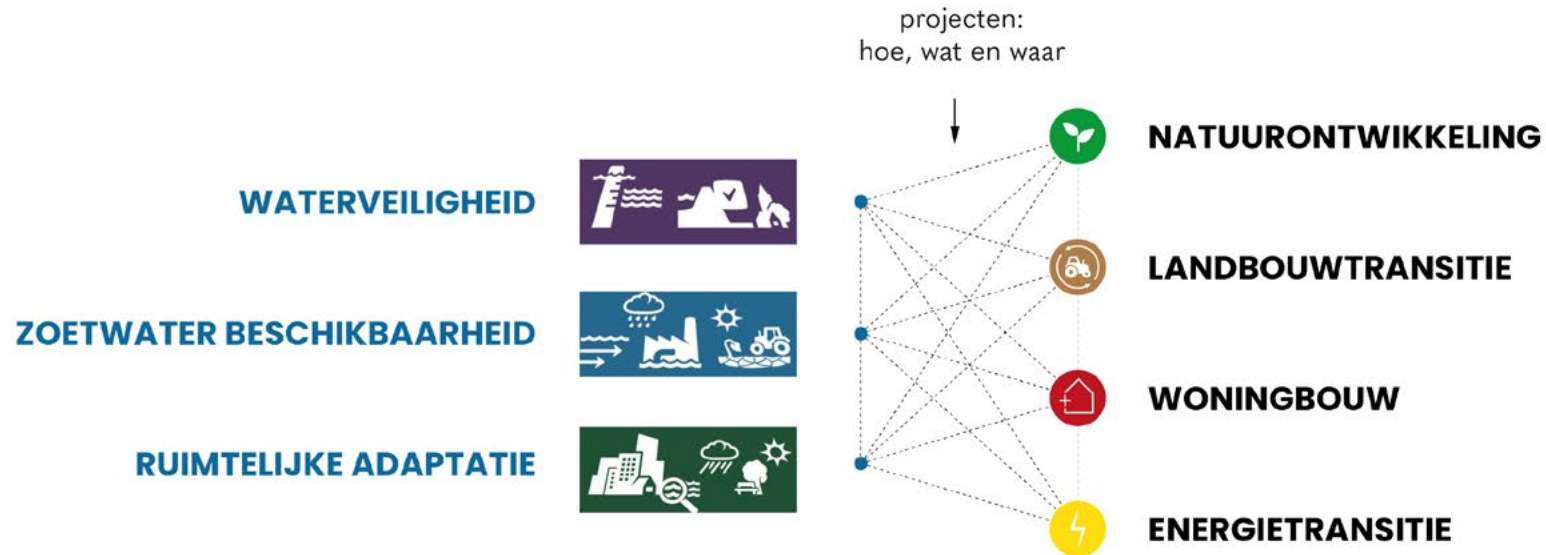 projecten:
hoe, wat en waar
WATERVEILIGHEID
ZOETWATER BESCHIKBAARHEID
RUIMTELIJKE ADAPTATIE
NATUURONTWIKKELING
LANDBOUWTRANSITIE
WONINGBOUW
ENERGIETRANSITIE